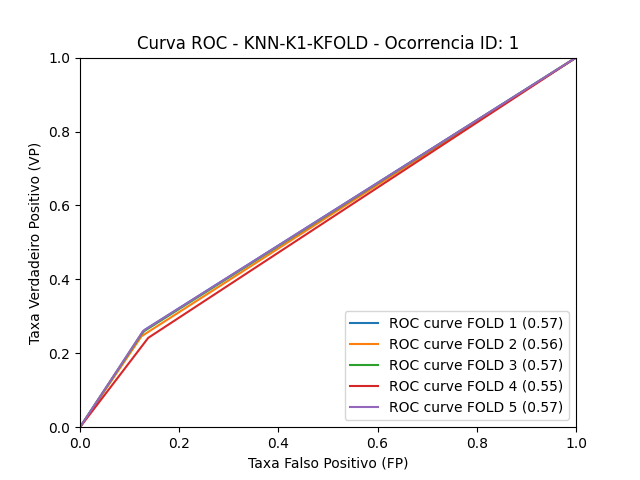 Curva ROC - KNN-K1-KFOLD - Ocorrencia ID: 1
Taxa Verdadeiro Positivo (VP)
1.0
0.8
0.6
0.4
0.2
0.0
ROC curve FOLD 1 (0.57)
ROC curve FOLD 2 (0.56)
ROC curve FOLD 3 (0.57)
ROC curve FOLD 4 (0.55)
ROC curve FOLD 5 (0.57)
0.0 0.2 0.4 0.6 0.8 1.0
Taxa Falso Positivo (FP)